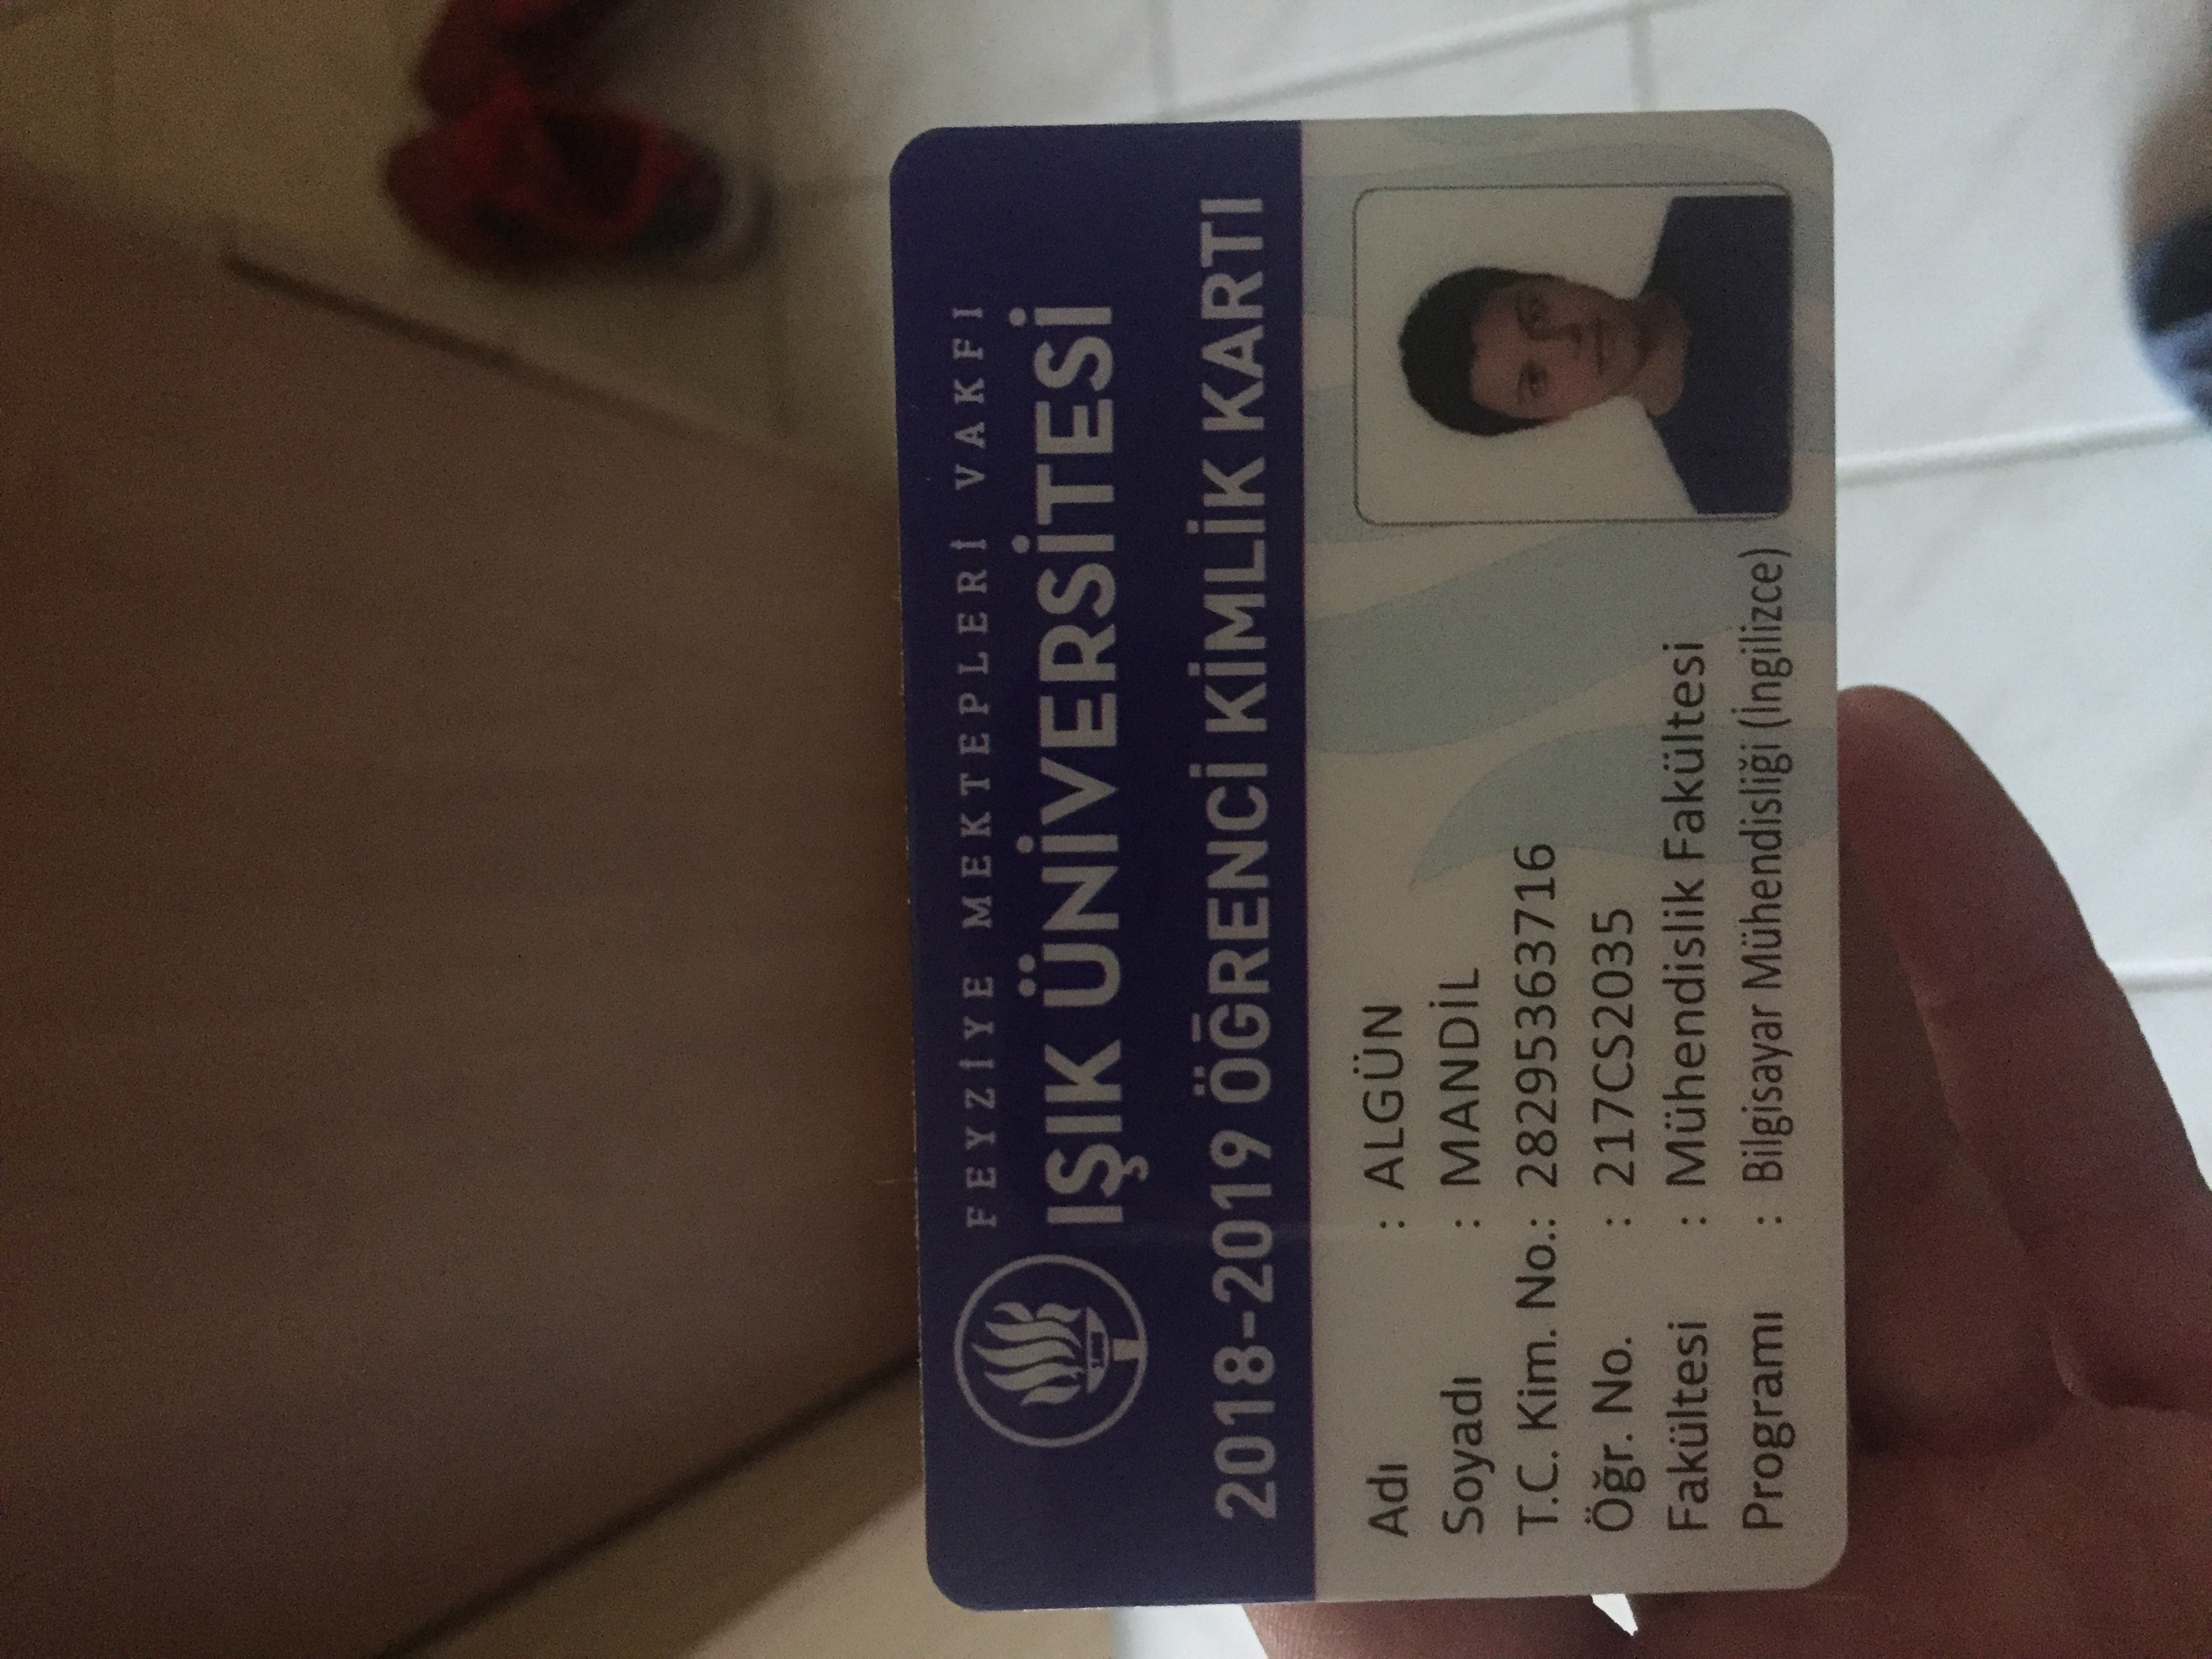 FEYZİYE MEKTEPLERİ VAKFI
IŞIK ÜNİVERSİTESİ
2018-2019 ÖĞRENCİ KİMLİK KARTI
Adı : ALGÜN
Soyadı : MANDİL
T.C. Kim. No.: 28295363716
Öğr. No. : 217CS2035
Fakültesi : Mühendislik Fakültesi
Programı : Bilgisayar Mühendisliği (İngilizce)